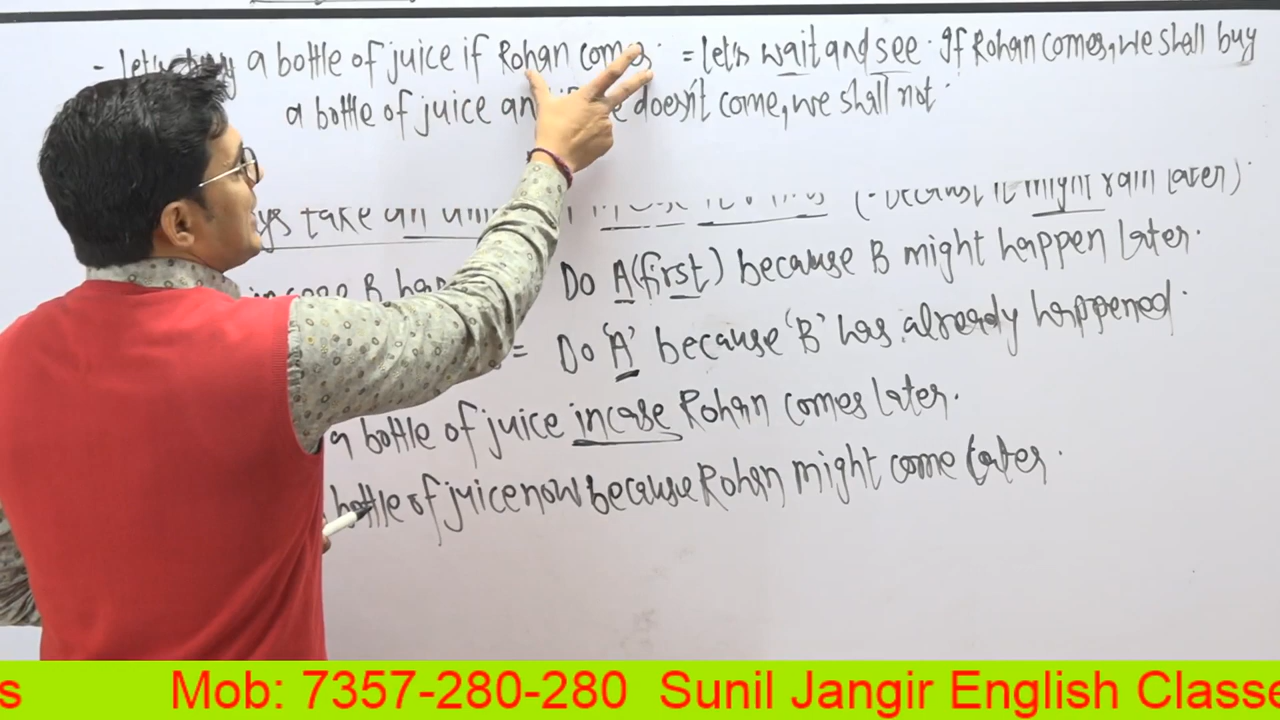 - let's buy a bottle of juice if Rohan comes. = let's wait and see. If Rohan comes, we shall buy
a bottle of juice and if he doesn't come, we shall not.
take an in case it (because it might rain later).
in case B Do A (first) because B might happen later.
= Do 'A' because 'B' has already happened.
a bottle of juice incase Rohan comes later.
bottle of juice now because Rohan might come later.
s Mob: 7357-280-280 Sunil Jangir English Classe